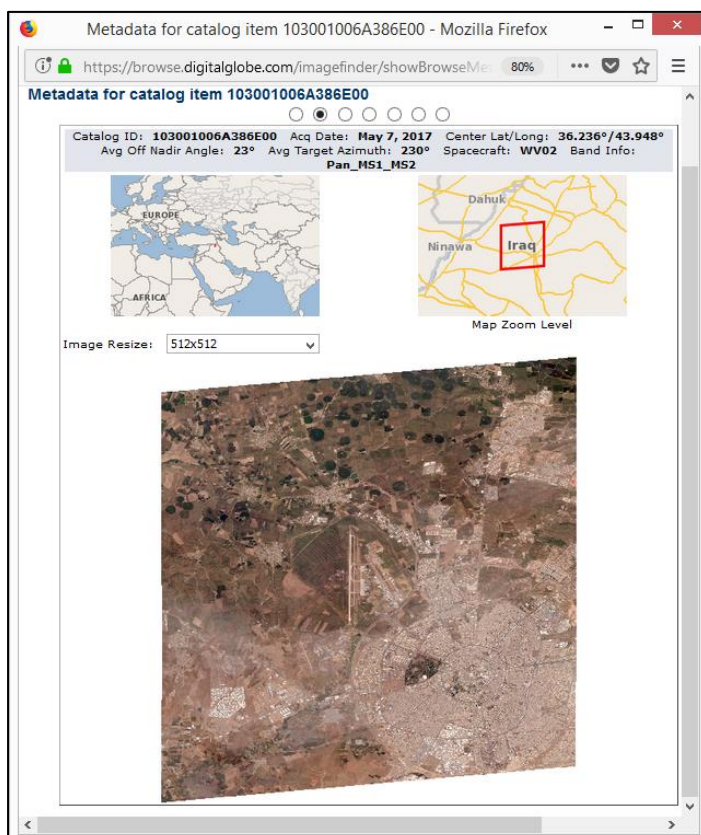 Metadata for catalog item 103001006A386E00 - Mozilla Firefox
https://browse.digitalglobe.com/imagefinder/showBrowseMe 80%
Metadata for catalog item 103001006A386E00
Catalog ID: 103001006A386E00 Acq Date: May 7, 2017 Center Lat/Long: 36.236°/43.948°
Avg Off Nadir Angle: 23° Avg Target Azimuth: 230° Spacecraft: WV02 Band Info:
Pan_MS1_MS2
EUROPE
AFRICA
Dahuk
Ninawa
Iraq
Map Zoom Level
Image Resize: 512x512